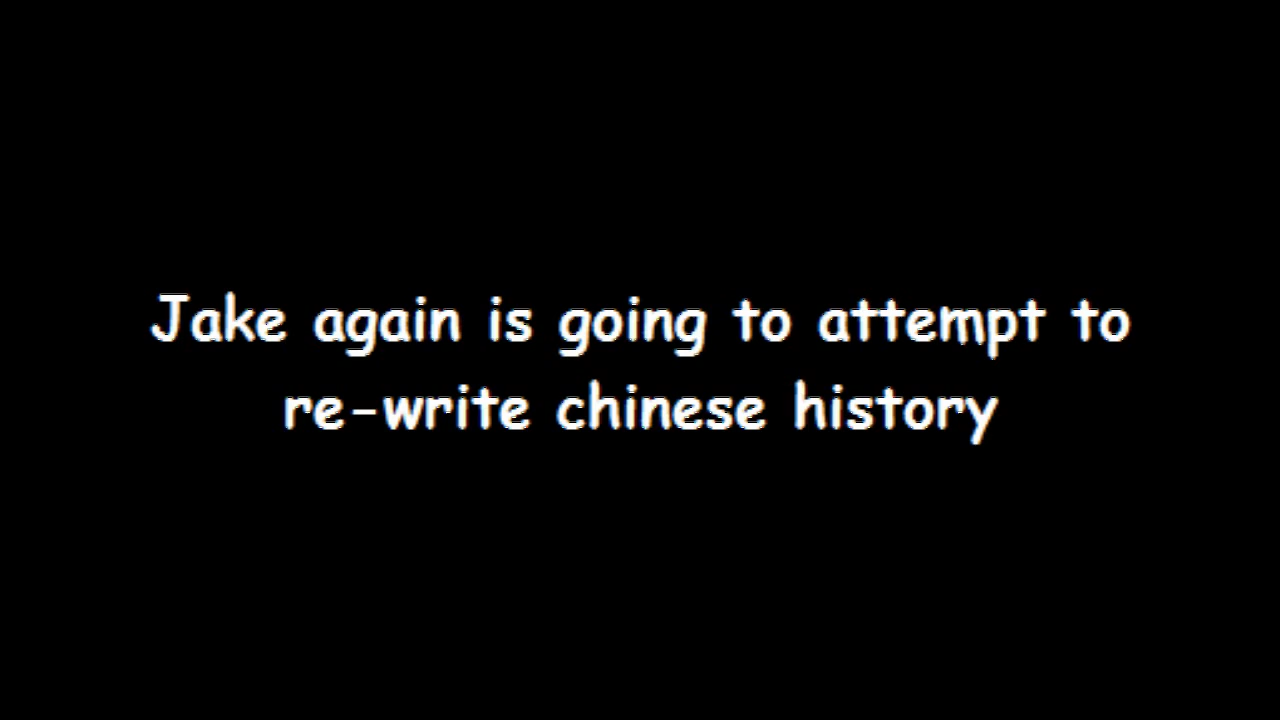 Jake again is going to attempt to
re-write chinese history